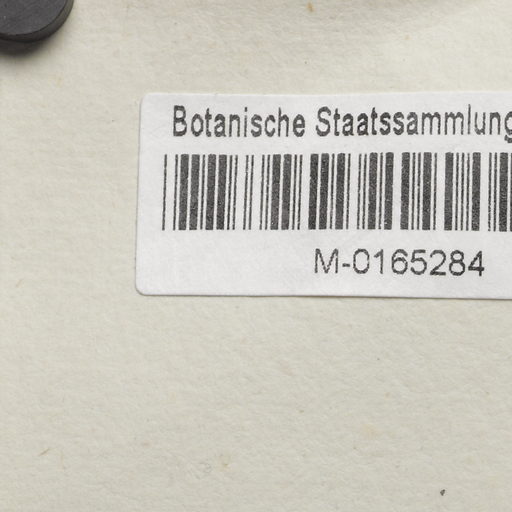 Botanische Staatssammlung
M-0165284